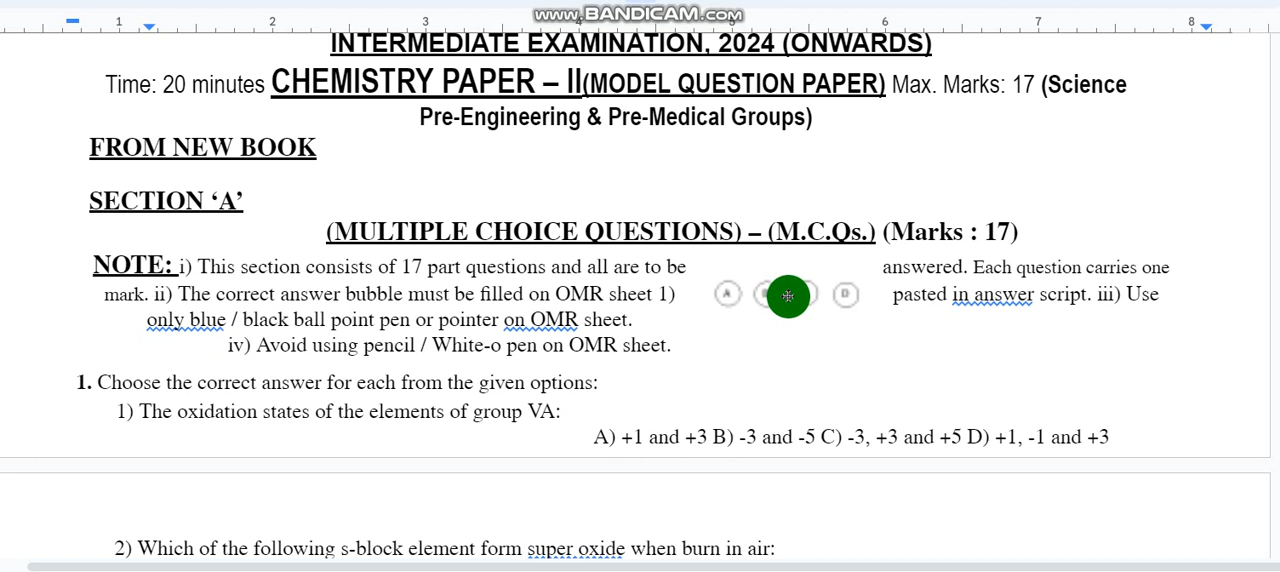 www.BANDICAM.com
1 2 3 4 6 7 8
INTERMEDIATE EXAMINATION, 2024 (ONWARDS)
Time: 20 minutes CHEMISTRY PAPER – II(MODEL QUESTION PAPER) Max. Marks: 17 (Science
Pre-Engineering & Pre-Medical Groups)
FROM NEW BOOK
SECTION ‘A’
(MULTIPLE CHOICE QUESTIONS) – (M.C.Qs.) (Marks : 17)
NOTE: i) This section consists of 17 part questions and all are to be answered. Each question carries one
mark. ii) The correct answer bubble must be filled on OMR sheet 1) A D pasted in answer script. iii) Use
only blue / black ball point pen or pointer on OMR sheet.
iv) Avoid using pencil / White-o pen on OMR sheet.
1. Choose the correct answer for each from the given options:
1) The oxidation states of the elements of group VA:
A) +1 and +3 B) -3 and -5 C) -3, +3 and +5 D) +1, -1 and +3
2) Which of the following s-block element form super oxide when burn in air: